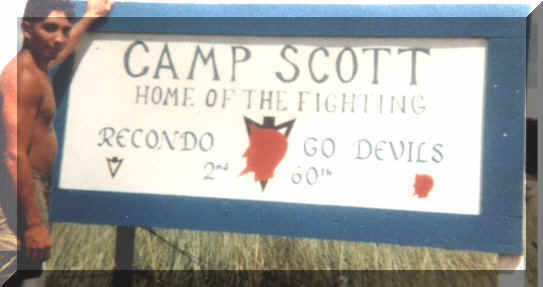 CAMP SCOTT
HOME OF THE FIGHTING
RECONDO GO DEVILS
2nd 60th